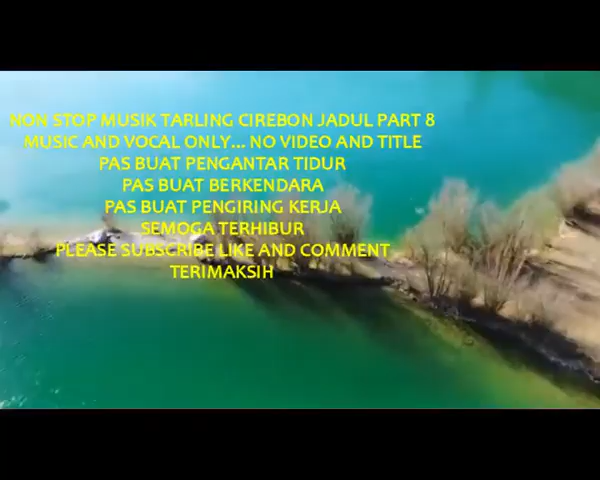 NON STOP MUSIK TARLING CIREBON JADUL PART 8
MUSIC AND VOCAL ONLY... NO VIDEO AND TITLE
PAS BUAT PENGANTAR TIDUR
PAS BUAT BERKENDARA
PAS BUAT PENGIRING KERJA
SEMOGA TERHIBUR
PLEASE SUBSCRIBE LIKE AND COMMENT
TERIMAKSIH